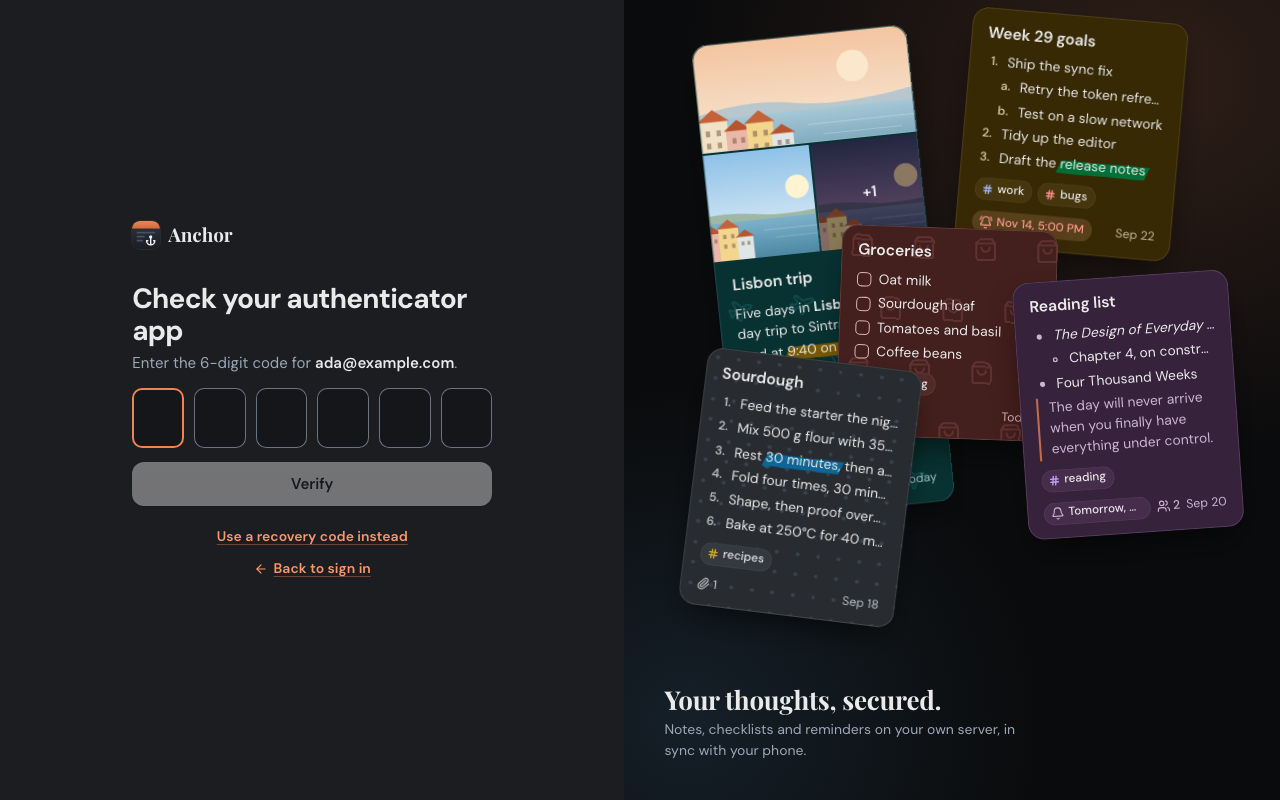 Anchor
Check your authenticator
app
Enter the 6-digit code for ada@example.com.
Verify
Use a recovery code instead
Back to sign in
+1
Lisbon trip
Five days in Lisb
day trip to Sintr
at 9:40 on
oday
Week 29 goals
1. Ship the sync fix
a. Retry the token refre…
b. Test on a slow network
2. Tidy up the editor
3. Draft the release notes
# work
# bugs
Nov 14, 5:00 PM
Sep 22
Groceries
Oat milk
Sourdough loaf
Tomatoes and basil
Coffee beans
g
Tod
Reading list
The Design of Everyday …
Chapter 4, on constr…
Four Thousand Weeks
The day will never arrive
when you finally have
everything under control.
# reading
Tomorrow, …
2 Sep 20
Sourdough
1. Feed the starter the nig…
2. Mix 500 g flour with 35…
3. Rest 30 minutes, then a…
4. Fold four times, 30 min…
5. Shape, then proof over…
6. Bake at 250°C for 40 m…
# recipes
1
Sep 18
Your thoughts, secured.
Notes, checklists and reminders on your own server, in
sync with your phone.